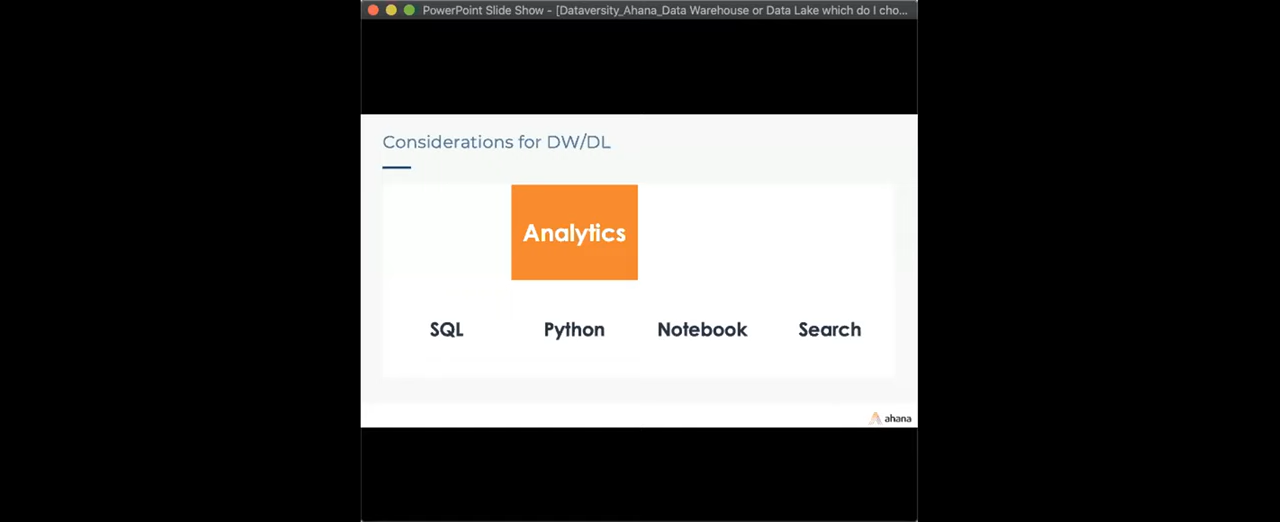 PowerPoint Slide Show - [Dataversity_Ahana_Data Warehouse or Data Lake which do I cho...
Considerations for DW/DL
Analytics
SQL Python Notebook Search
ahana